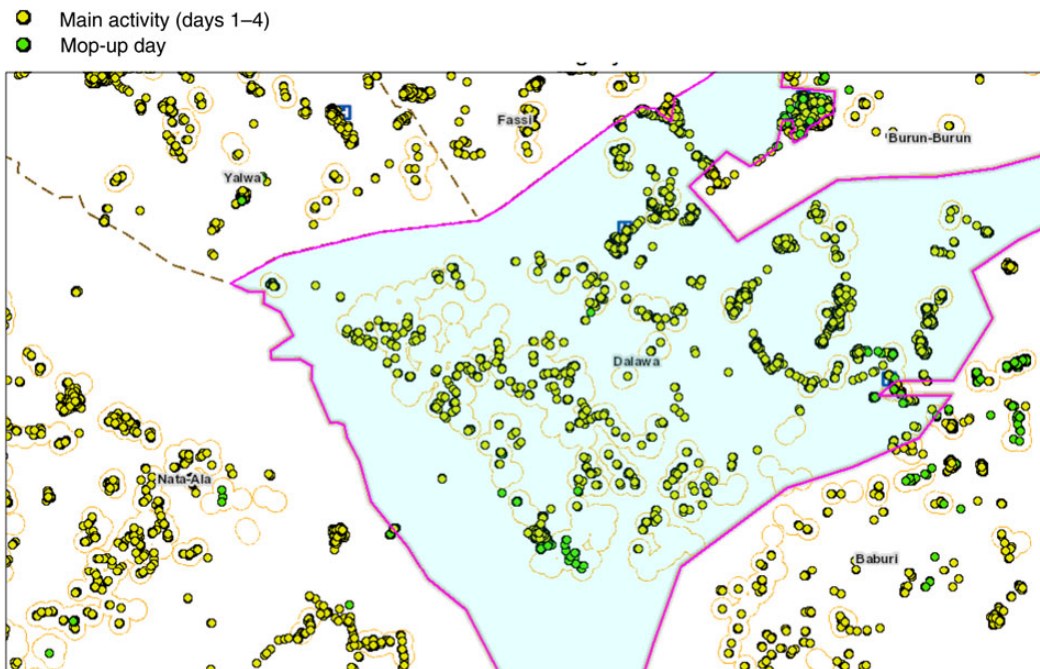 Main activity (days 1–4)
Mop-up day
Fassi
Burun-Burun
Yalwa
Dalawa
Nata-Ala
Baburi